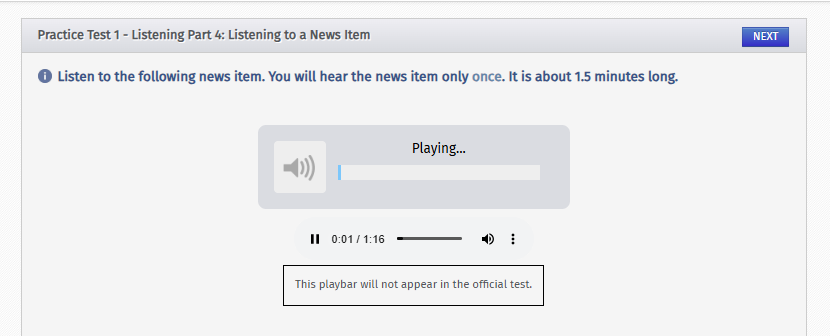 Practice Test 1 - Listening Part 4: Listening to a News Item
NEXT
Listen to the following news item. You will hear the news item only once. It is about 1.5 minutes long.
Playing...
0:01 / 1:16
This playbar will not appear in the official test.